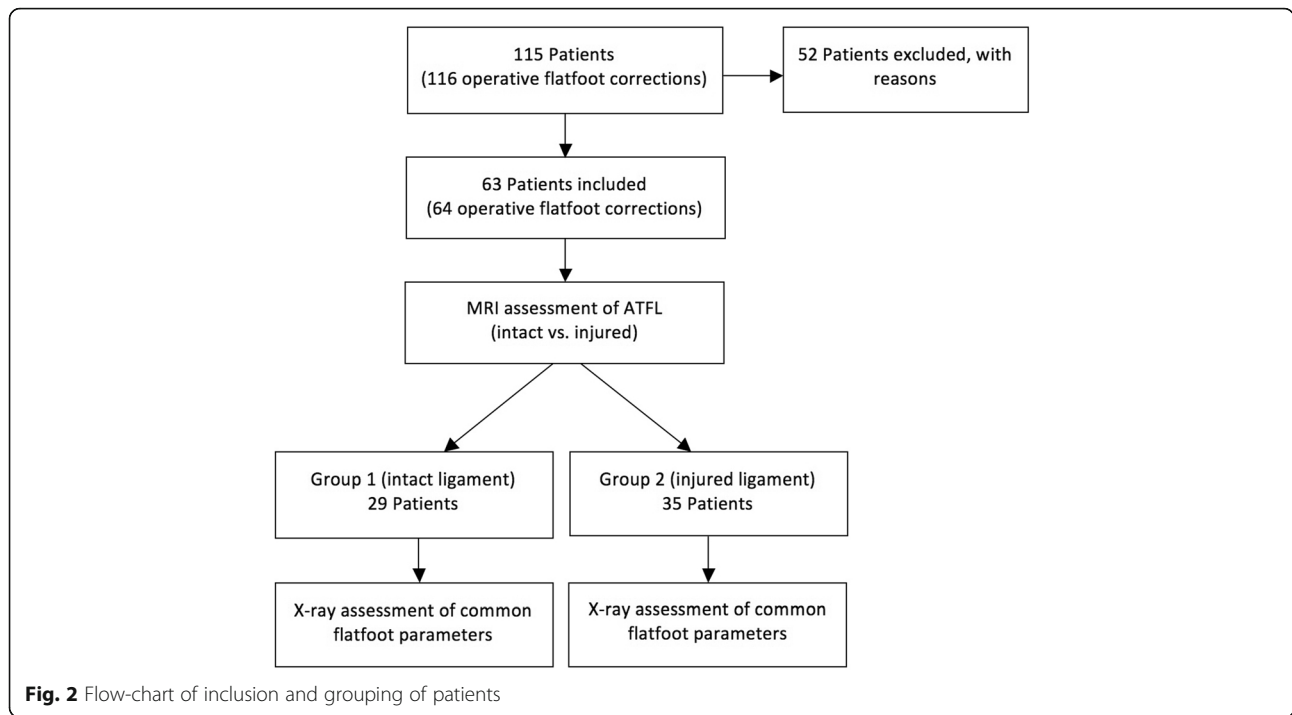 115 Patients
(116 operative flatfoot corrections)
52 Patients excluded, with
reasons
63 Patients included
(64 operative flatfoot corrections)
MRI assessment of ATFL
(intact vs. injured)
Group 1 (intact ligament)
29 Patients
Group 2 (injured ligament)
35 Patients
X-ray assessment of common
flatfoot parameters
X-ray assessment of common
flatfoot parameters
Fig. 2 Flow-chart of inclusion and grouping of patients